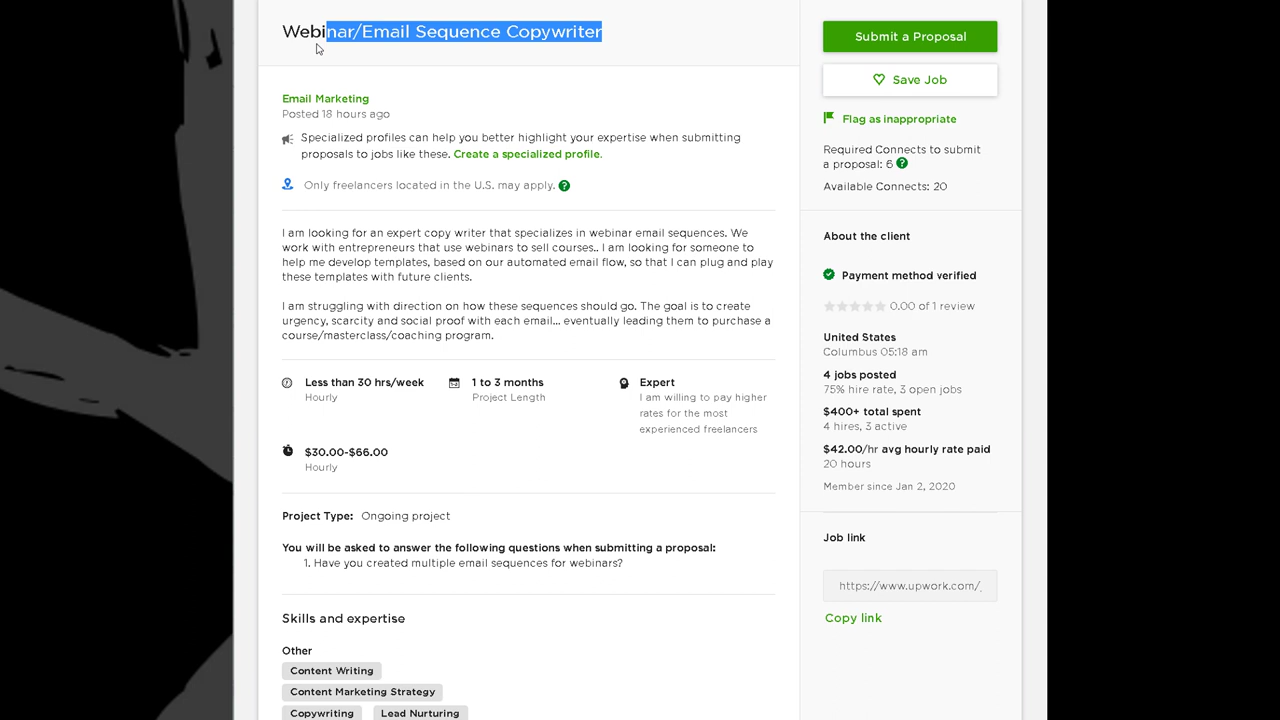 Webinar/Email Sequence Copywriter
Email Marketing
Posted 18 hours ago
Specialized profiles can help you better highlight your expertise when submitting
proposals to jobs like these. Create a specialized profile.
Only freelancers located in the U.S. may apply. ?
I am looking for an expert copy writer that specializes in webinar email sequences. We
work with entrepreneurs that use webinars to sell courses.. I am looking for someone to
help me develop templates, based on our automated email flow, so that I can plug and play
these templates with future clients.
I am struggling with direction on how these sequences should go. The goal is to create
urgency, scarcity and social proof with each email... eventually leading them to purchase a
course/masterclass/coaching program.
Less than 30 hrs/week
Hourly
1 to 3 months
Project Length
Expert
I am willing to pay higher
rates for the most
experienced freelancers
$30.00-$66.00
Hourly
Project Type: Ongoing project
You will be asked to answer the following questions when submitting a proposal:
1. Have you created multiple email sequences for webinars?
Skills and expertise
Other
Content Writing
Content Marketing Strategy
Copywriting Lead Nurturing
Submit a Proposal
Save Job
Flag as inappropriate
Required Connects to submit
a proposal: 6 ?
Available Connects: 20
About the client
Payment method verified
0.00 of 1 review
United States
Columbus 05:18 am
4 jobs posted
75% hire rate, 3 open jobs
$400+ total spent
4 hires, 3 active
$42.00/hr avg hourly rate paid
20 hours
Member since Jan 2, 2020
Job link
https://www.upwork.com/
Copy link